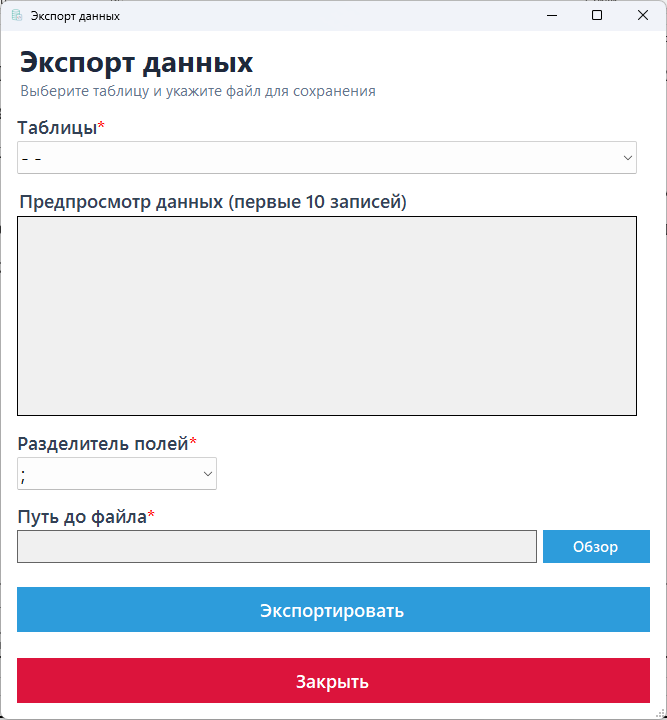 Экспорт данных
Экспорт данных
Выберите таблицу и укажите файл для сохранения
Таблицы*
- -
Предпросмотр данных (первые 10 записей)
Разделитель полей*
;
Путь до файла*
Обзор
Экспортировать
Закрыть